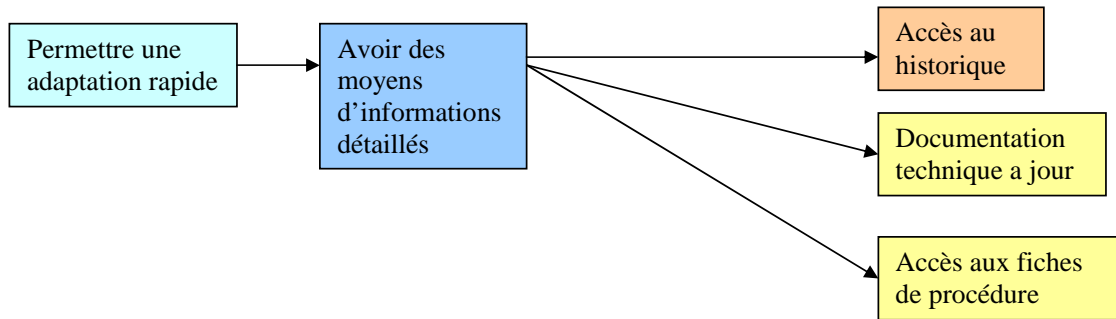 Permettre une
adaptation rapide
Avoir des
moyens
d’informations
détaillés
Accès au
historique
Documentation
technique a jour
Accès aux fiches
de procédure